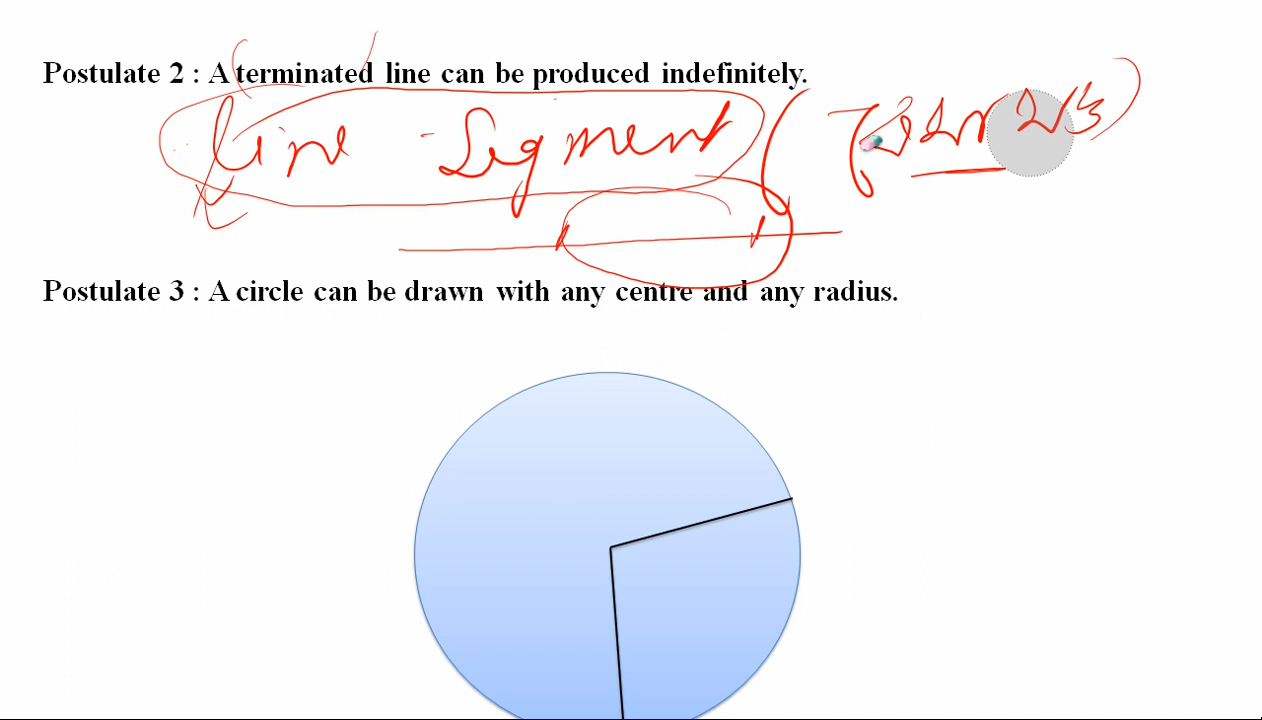 Postulate 2 : A terminated line can be produced indefinitely.
Line Segment (
Postulate 3 : A circle can be drawn with any centre and any radius.